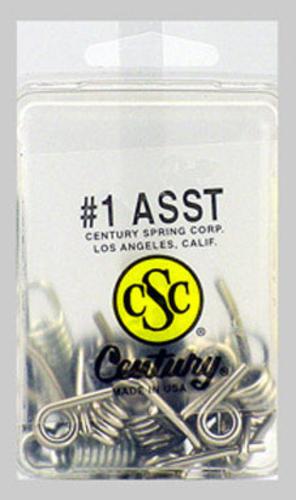 #1 ASST
CENTURY SPRING CORP.
LOS ANGELES, CALIF.
CSC
®
Century®
MADE IN USA